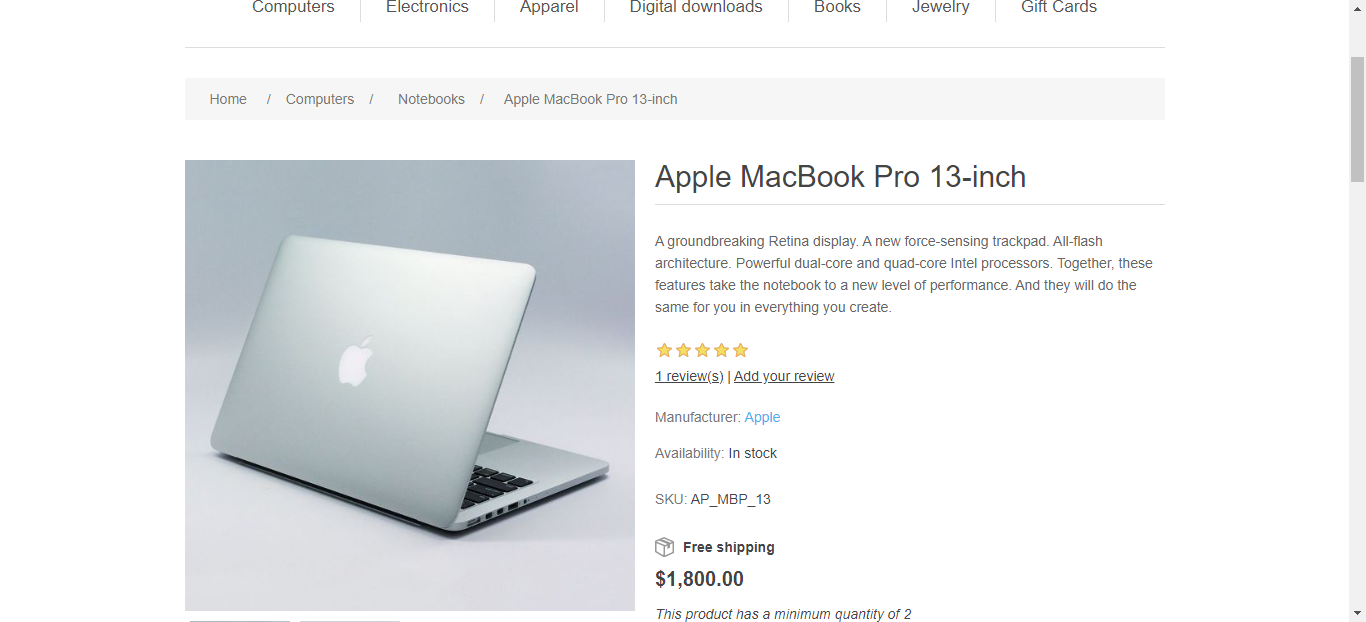 Computers Electronics Apparel Digital downloads Books Jewelry Gift Cards
Home / Computers / Notebooks / Apple MacBook Pro 13-inch
Apple MacBook Pro 13-inch
A groundbreaking Retina display. A new force-sensing trackpad. All-flash
architecture. Powerful dual-core and quad-core Intel processors. Together, these
features take the notebook to a new level of performance. And they will do the
same for you in everything you create.
1 review(s) | Add your review
Manufacturer: Apple
Availability: In stock
SKU: AP_MBP_13
Free shipping
$1,800.00
This product has a minimum quantity of 2